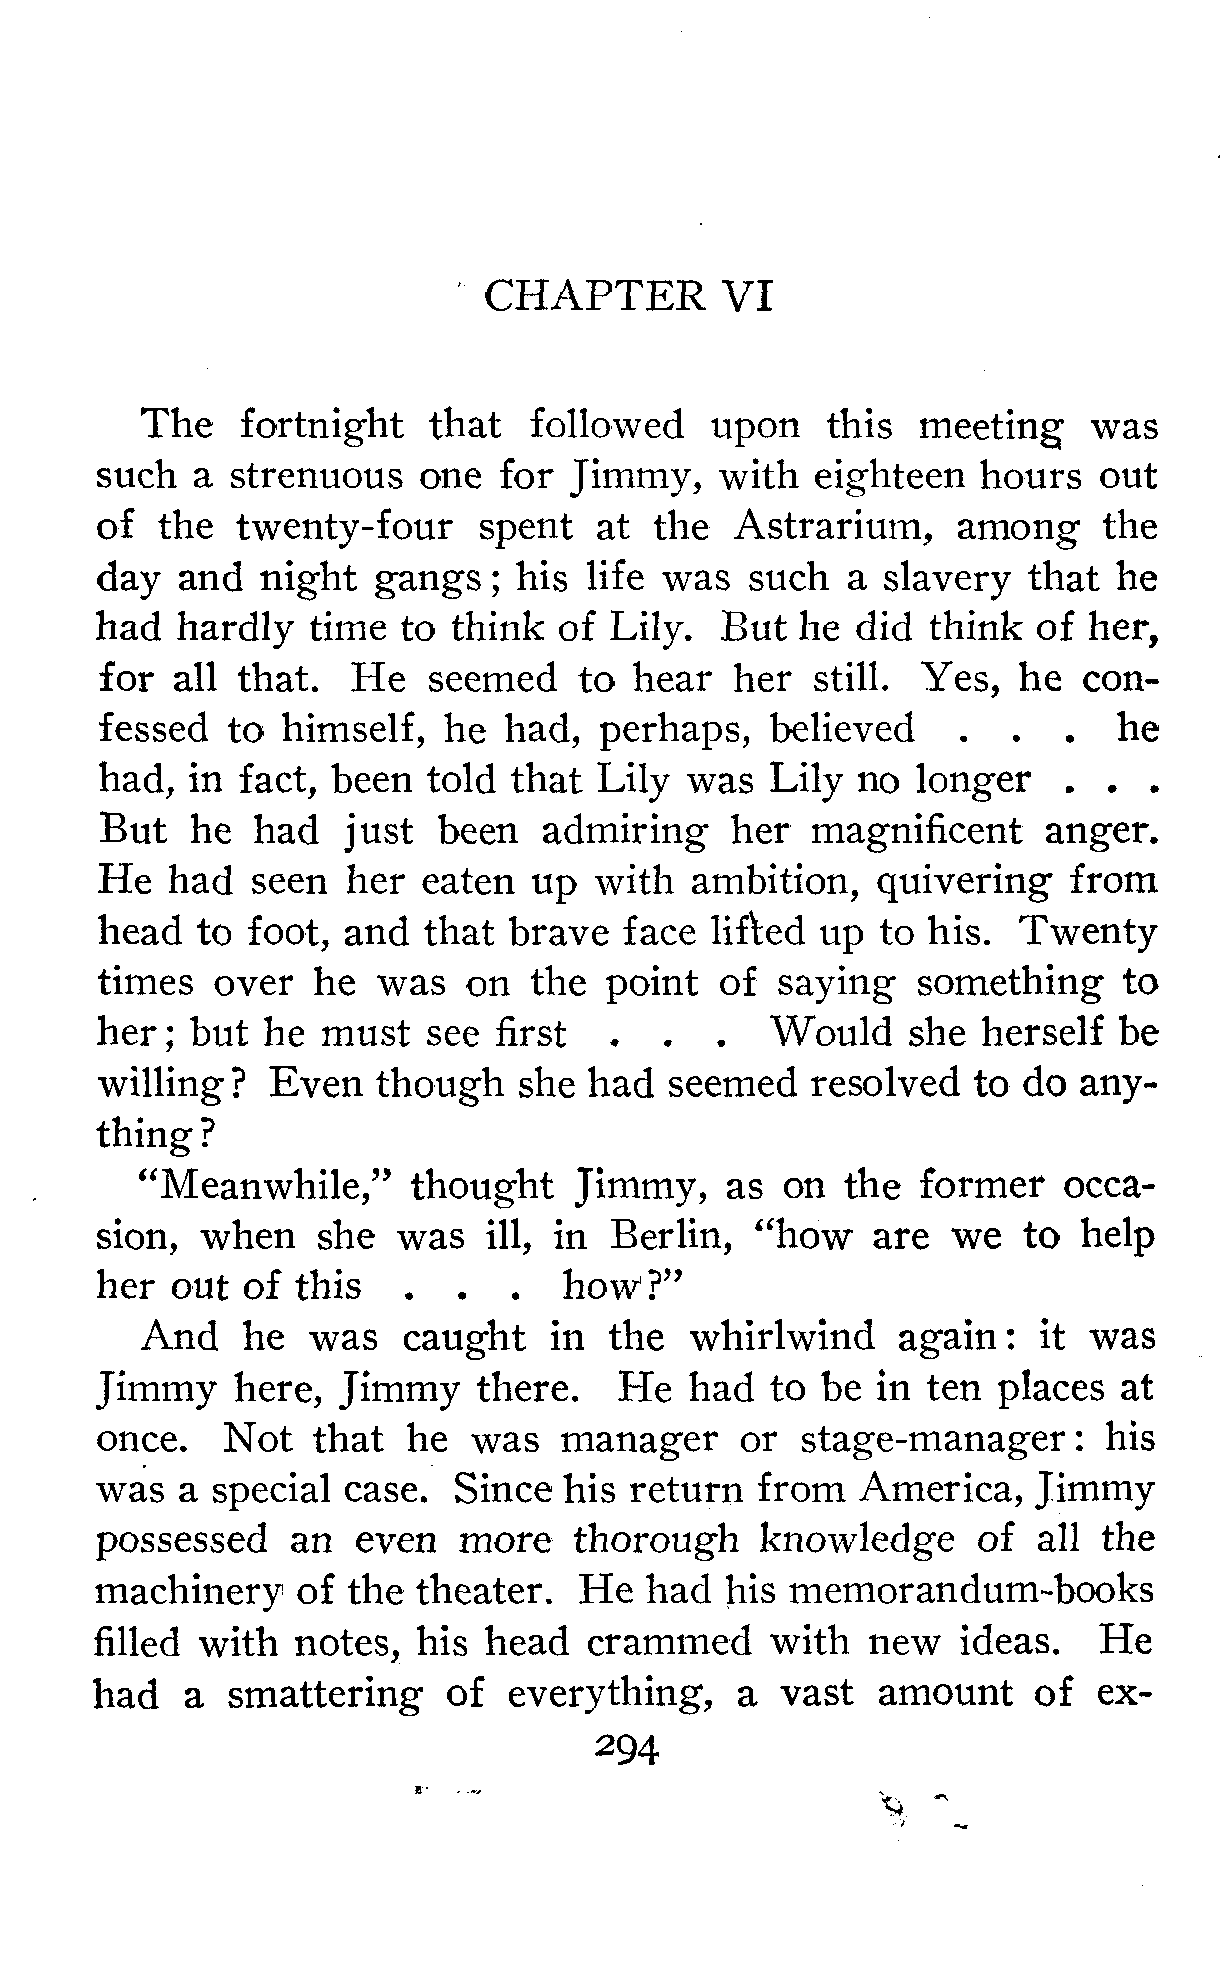 CHAPTER VI
The fortnight that followed upon this meeting was
such a strenuous one for Jimmy, with eighteen hours out
of the twenty-four spent at the Astrarium, among the
day and night gangs; his life was such a slavery that he
had hardly time to think of Lily. But he did think of her,
for all that. He seemed to hear her still. Yes, he con-
fessed to himself, he had, perhaps, believed . . . he
had, in fact, been told that Lily was Lily no longer . . .
But he had just been admiring her magnificent anger.
He had seen her eaten up with ambition, quivering from
head to foot, and that brave face lifted up to his. Twenty
times over he was on the point of saying something to
her; but he must see first . . . Would she herself be
willing? Even though she had seemed resolved to do any-
thing?
"Meanwhile," thought Jimmy, as on the former occa-
sion, when she was ill, in Berlin, "how are we to help
her out of this . . . how?"
And he was caught in the whirlwind again: it was
Jimmy here, Jimmy there. He had to be in ten places at
once. Not that he was manager or stage-manager: his
was a special case. Since his return from America, Jimmy
possessed an even more thorough knowledge of all the
machinery of the theater. He had his memorandum-books
filled with notes, his head crammed with new ideas. He
had a smattering of everything, a vast amount of ex-
294